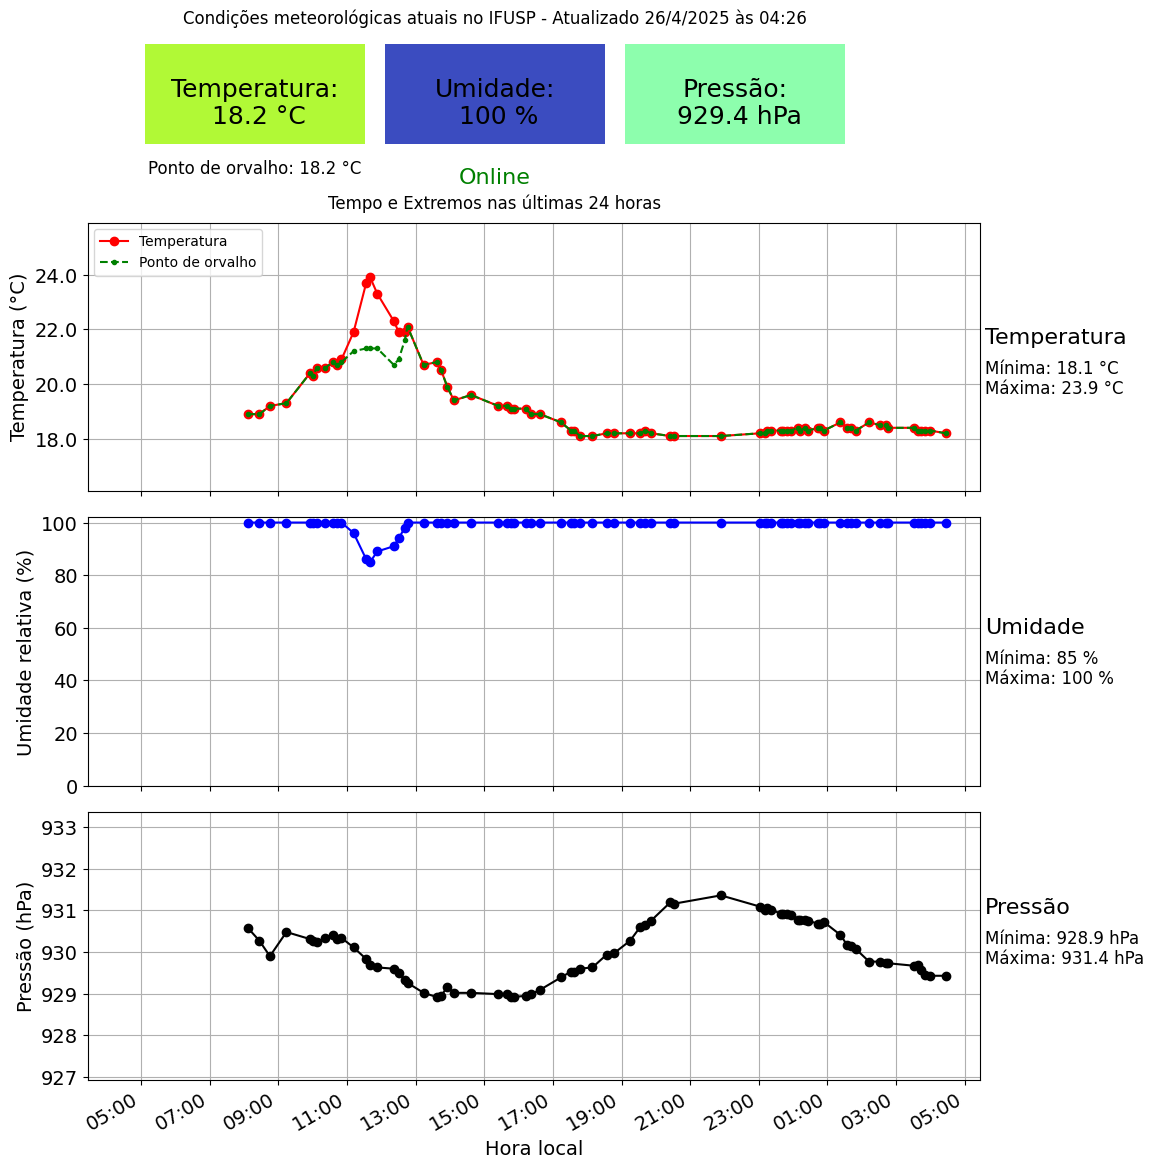 Condições meteorológicas atuais no IFUSP - Atualizado 26/4/2025 às 04:26
Temperatura:
18.2 °C
Umidade:
100 %
Pressão:
929.4 hPa
Ponto de orvalho: 18.2 °C
Online
Tempo e Extremos nas últimas 24 horas
Temperatura
Ponto de orvalho
Temperatura (°C)
24.0
22.0
20.0
18.0
Temperatura
Mínima: 18.1 °C
Máxima: 23.9 °C
Umidade relativa (%)
100
80
60
40
20
0
Umidade
Mínima: 85 %
Máxima: 100 %
Pressão (hPa)
933
932
931
930
929
928
927
Pressão
Mínima: 928.9 hPa
Máxima: 931.4 hPa
05:00 07:00 09:00 11:00 13:00 15:00 17:00 19:00 21:00 23:00 01:00 03:00 05:00
Hora local